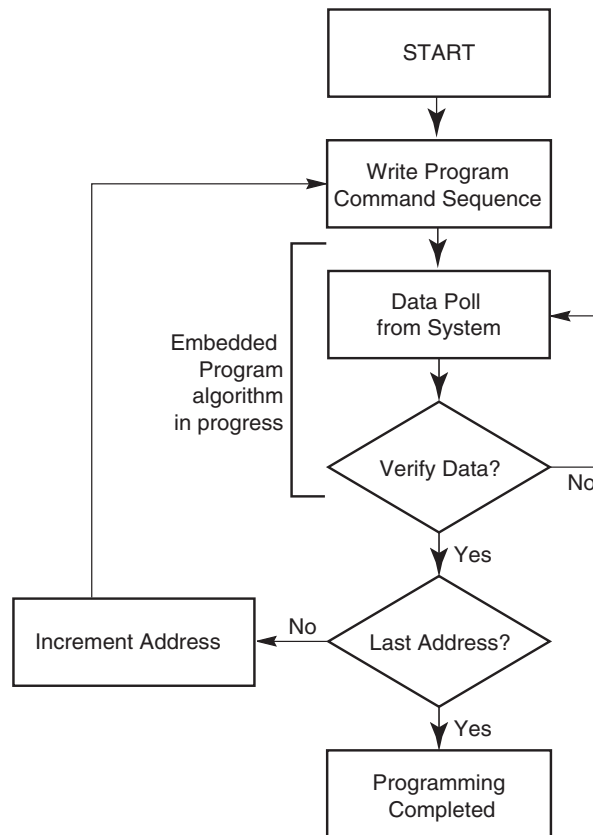 START
Write Program
Command Sequence
Data Poll
from System
Embedded
Program
algorithm
in progress
Verify Data?
No
Yes
Increment Address
No
Last Address?
Yes
Programming
Completed